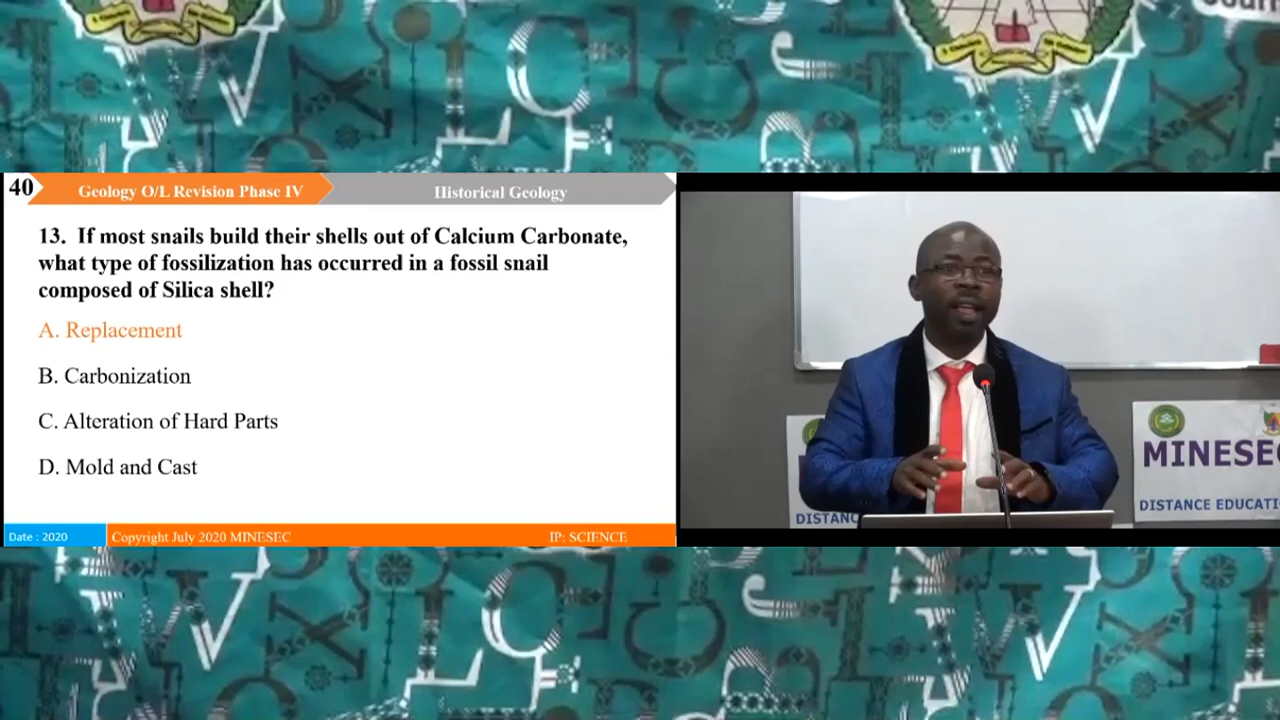 40
Geology O/L Revision Phase IV
Historical Geology
13. If most snails build their shells out of Calcium Carbonate,
what type of fossilization has occurred in a fossil snail
composed of Silica shell?
A. Replacement
B. Carbonization
C. Alteration of Hard Parts
D. Mold and Cast
Date : 2020
Copyright July 2020 MINESEC
IP: SCIENCE
MINESEC
DISTANC
DISTANCE EDUCATI